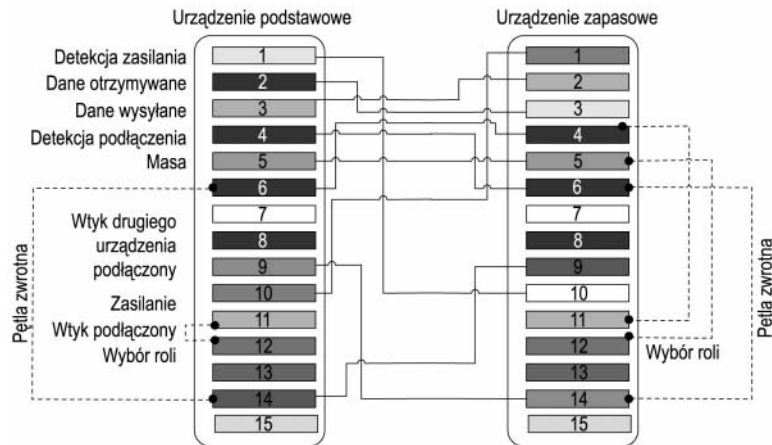 Urządzenie podstawowe
Urządzenie zapasowe
Detekcja zasilania
Dane otrzymywane
Dane wysyłane
Detekcja podłączenia
Masa
Wtyk drugiego
urządzenia
podłączony
Zasilanie
Wtyk podłączony
Wybór roli
Pętla zwrotna
1
2
3
4
5
6
7
8
9
10
11
12
13
14
15
1
2
3
4
5
6
7
8
9
10
11
12
13
14
15
Wybór roli
Pętla zwrotna